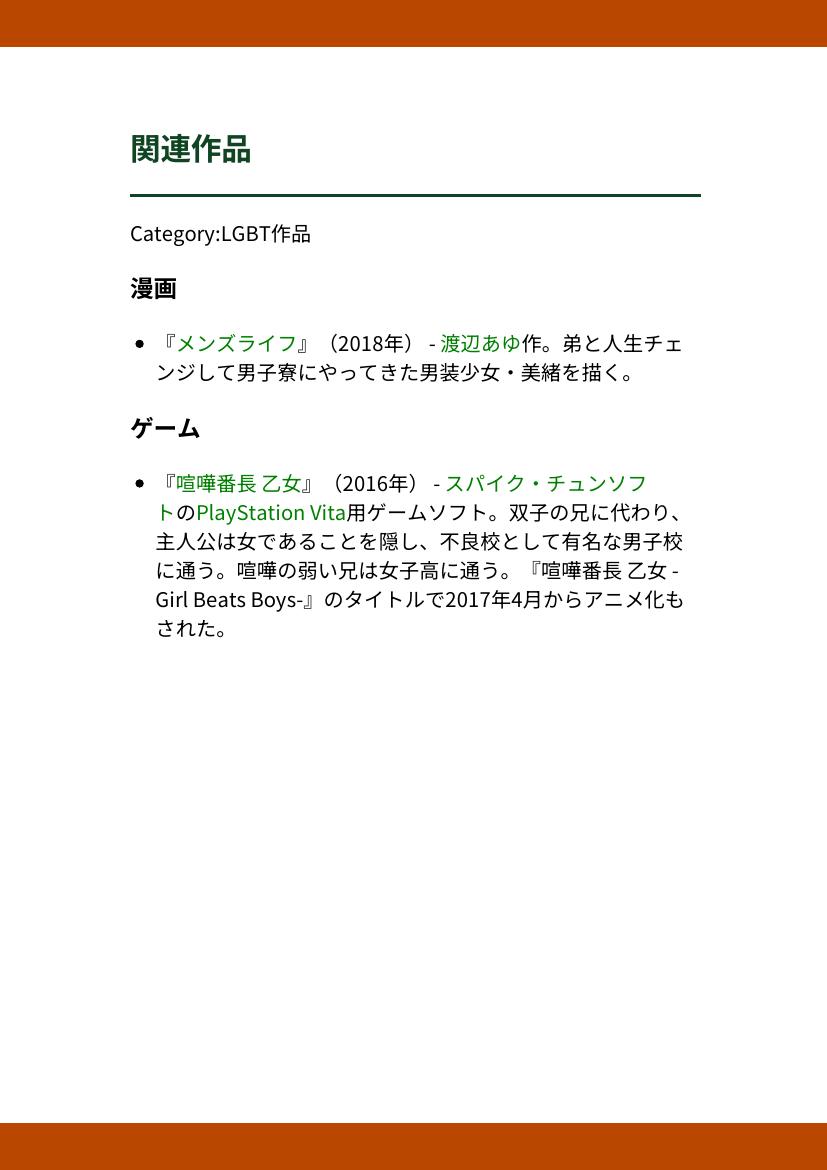 関連作品
Category:LGBT作品
漫画
• 『メンズライフ』（2018年） - 渡辺あゆ作。弟と人生チェ
ンジして男子寮にやってきた男装少女・美緒を描く。
ゲーム
• 『喧嘩番長 乙女』（2016年） - スパイク・チュンソフ
トのPlayStation Vita用ゲームソフト。双子の兄に代わり、
主人公は女であることを隠し、不良校として有名な男子校
に通う。喧嘩の弱い兄は女子高に通う。『喧嘩番長 乙女 -
Girl Beats Boys-』のタイトルで2017年4月からアニメ化も
された。